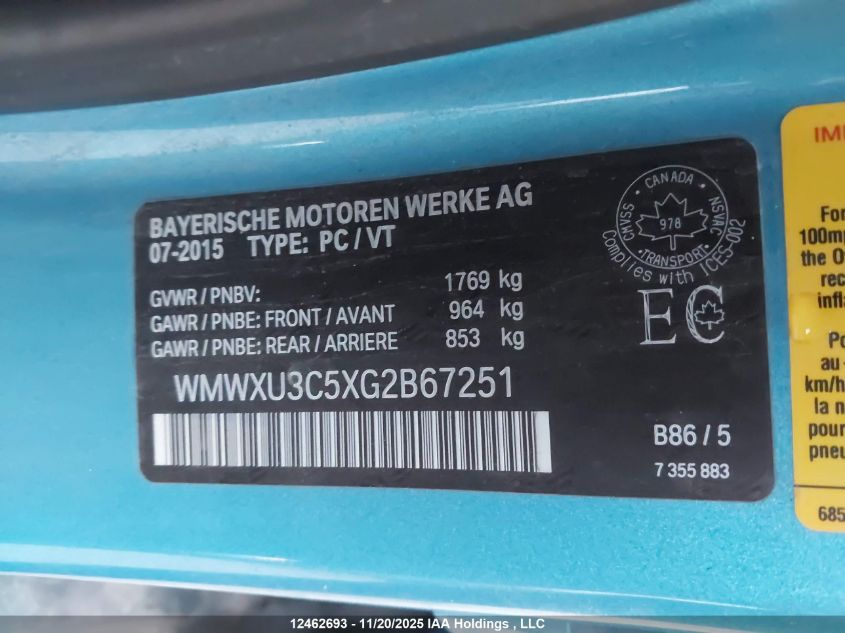 BAYERISCHE MOTOREN WERKE AG
07-2015 TYPE: PC / VT
GVWR / PNBV: 1769 kg
GAWR / PNBE: FRONT / AVANT 964 kg
GAWR / PNBE: REAR / ARRIERE 853 kg
WMWXU3C5XG2B67251
CANADA
CMVSS NSVAC
978
TRANSPORT
Complies with ICES-002
EC
B86 / 5
7 355 883
For
100mp
the O
rec
infl
Po
au
km/h
la n
pour
pneu
685
12462693 - 11/20/2025 IAA Holdings , LLC